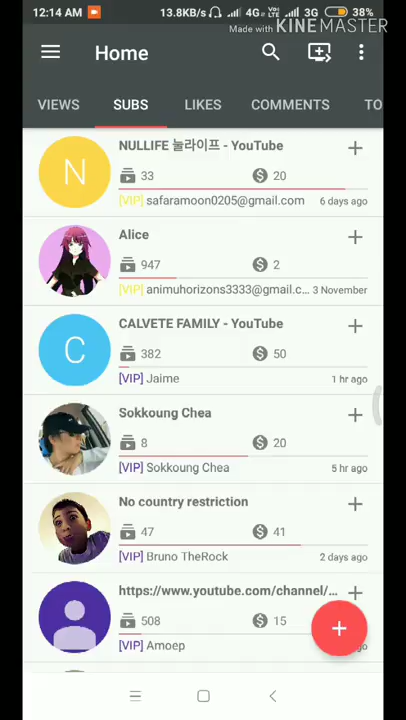 12:14 AM 13.8KB/s 4G 3G 38%
Made with KINEMASTER
Home
VIEWS SUBS LIKES COMMENTS TO
N
NULLIFE 눌라이프 - YouTube
33 20
[VIP] safaramoon0205@gmail.com 6 days ago
Alice
947 2
[VIP] animuhorizons3333@gmail.c... 3 November
C
CALVETE FAMILY - YouTube
382 50
[VIP] Jaime 1 hr ago
Sokkoung Chea
8 20
[VIP] Sokkoung Chea 5 hr ago
No country restriction
47 41
[VIP] Bruno TheRock 2 days ago
https://www.youtube.com/channel/...
508 15
[VIP] Amoep go